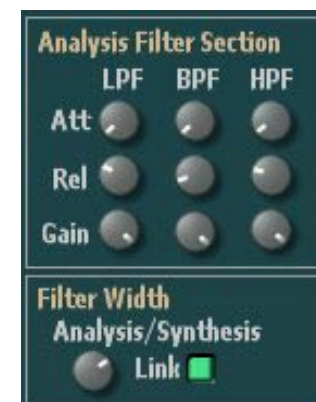 Analysis Filter Section
LPF BPF HPF
Att
Rel
Gain
Filter Width
Analysis/Synthesis
Link